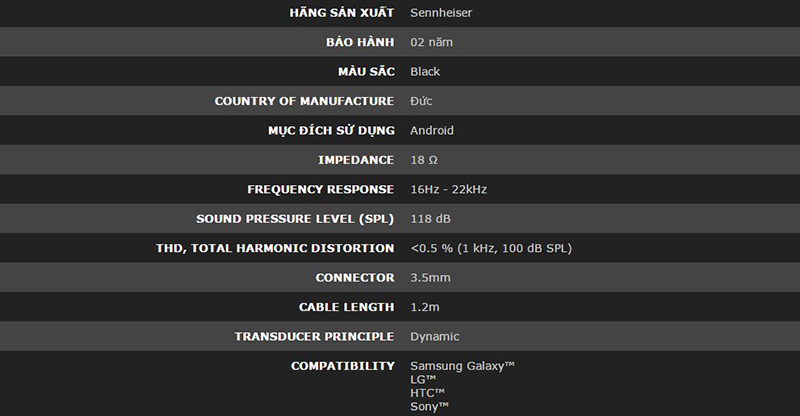 HÃNG SẢN XUẤT Sennheiser
BẢO HÀNH 02 năm
MÀU SẮC Black
COUNTRY OF MANUFACTURE Đức
MỤC ĐÍCH SỬ DỤNG Android
IMPEDANCE 18 Ω
FREQUENCY RESPONSE 16Hz - 22kHz
SOUND PRESSURE LEVEL (SPL) 118 dB
THD, TOTAL HARMONIC DISTORTION <0.5 % (1 kHz, 100 dB SPL)
CONNECTOR 3.5mm
CABLE LENGTH 1.2m
TRANSDUCER PRINCIPLE Dynamic
COMPATIBILITY Samsung Galaxy™
LG™
HTC™
Sony™